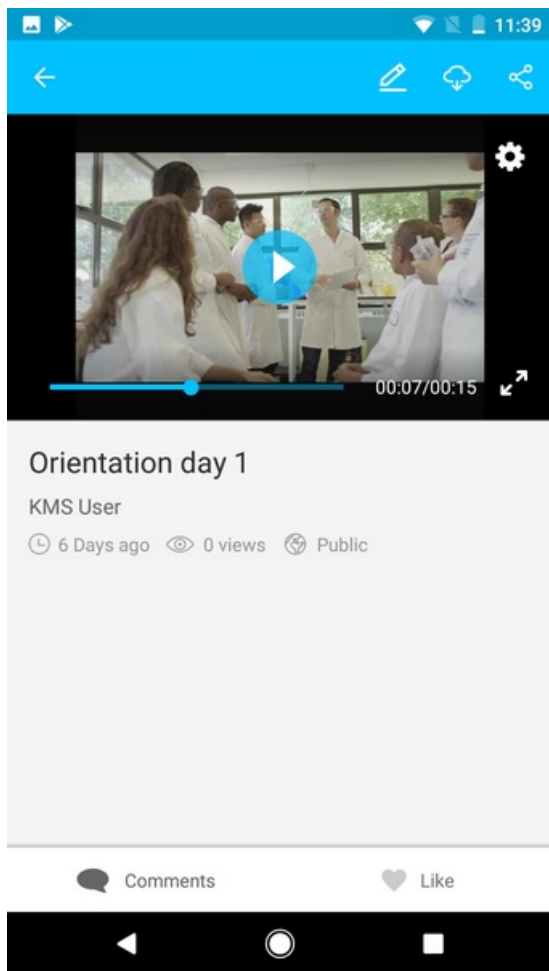 11:39
00:07/00:15
Orientation day 1
KMS User
6 Days ago 0 views Public
Comments Like